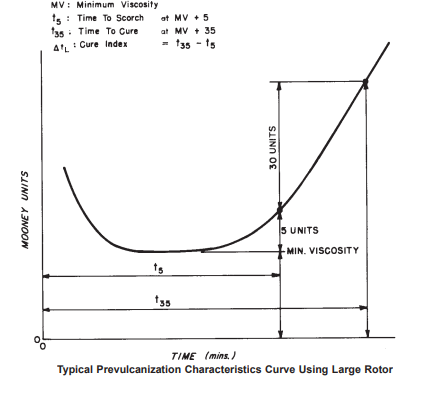 MV: Minimum Viscosity
t5 : Time To Scorch at MV + 5
t35 : Time To Cure at MV + 35
ΔtL : Cure Index = t35 - t5
30 UNITS
MOONEY UNITS
5 UNITS
MIN. VISCOSITY
t5
t35
0
0
TIME (mins.)
Typical Prevulcanization Characteristics Curve Using Large Rotor